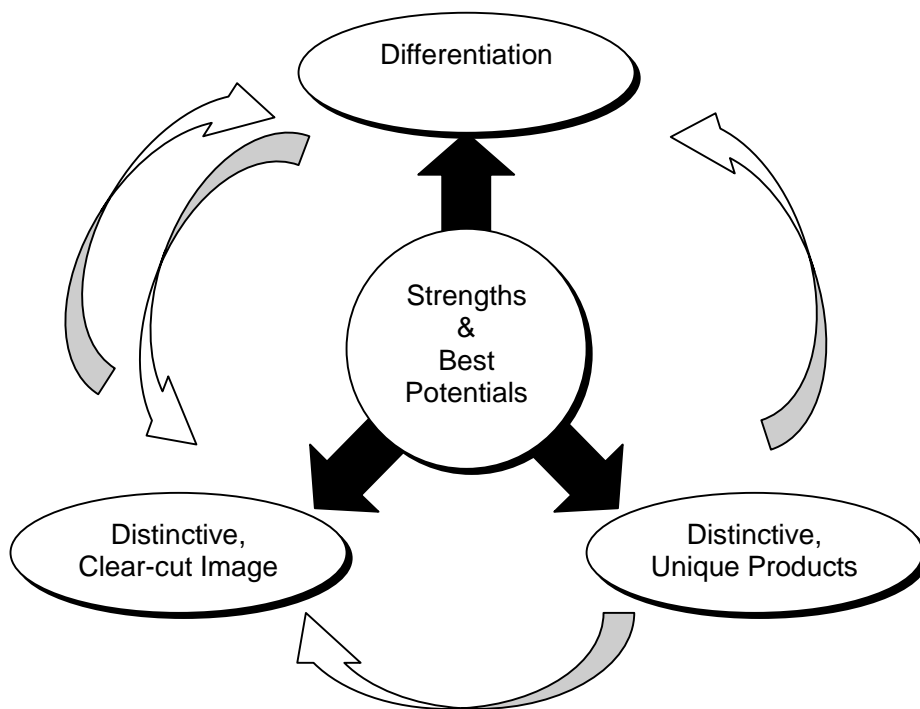 Differentiation
Strengths
&
Best
Potentials
Distinctive,
Clear-cut Image
Distinctive,
Unique Products